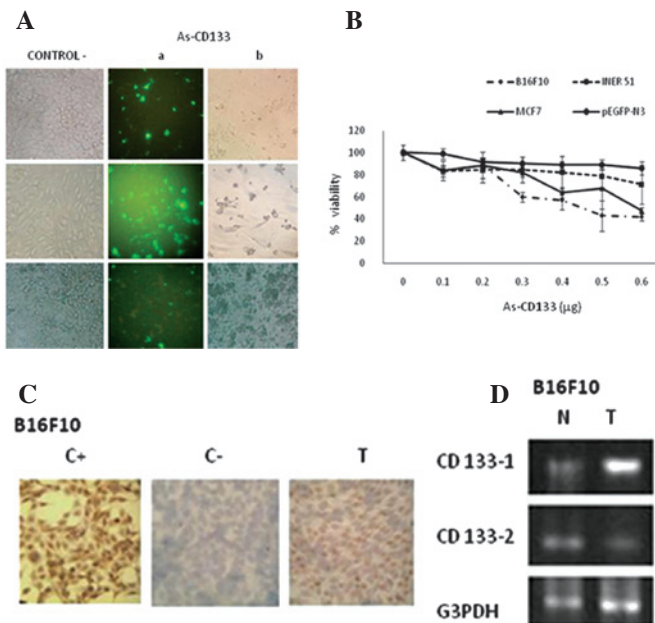 A
As-CD133
CONTROL - a b
B
B16F10 INER 51
MCF7 pEGFP-N3
120
100
80
60
40
20
0
% viability
0 0.1 0.2 0.3 0.4 0.5 0.6
As-CD133 (µg)
C
B16F10
C+ C- T
D
B16F10
N T
CD 133-1
CD 133-2
G3PDH